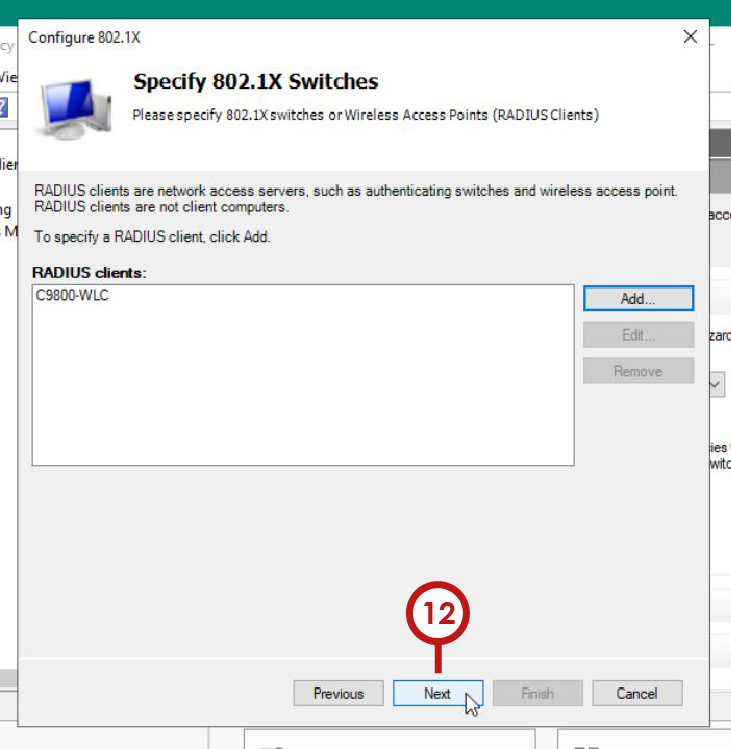 Configure 802.1X
Specify 802.1X Switches
Please specify 802.1X switches or Wireless Access Points (RADIUS Clients)
RADIUS clients are network access servers, such as authenticating switches and wireless access point.
RADIUS clients are not client computers.
To specify a RADIUS client, click Add.
RADIUS clients:
C9800-WLC
Add...
Edit...
Remove
12
Previous
Next
Finish
Cancel